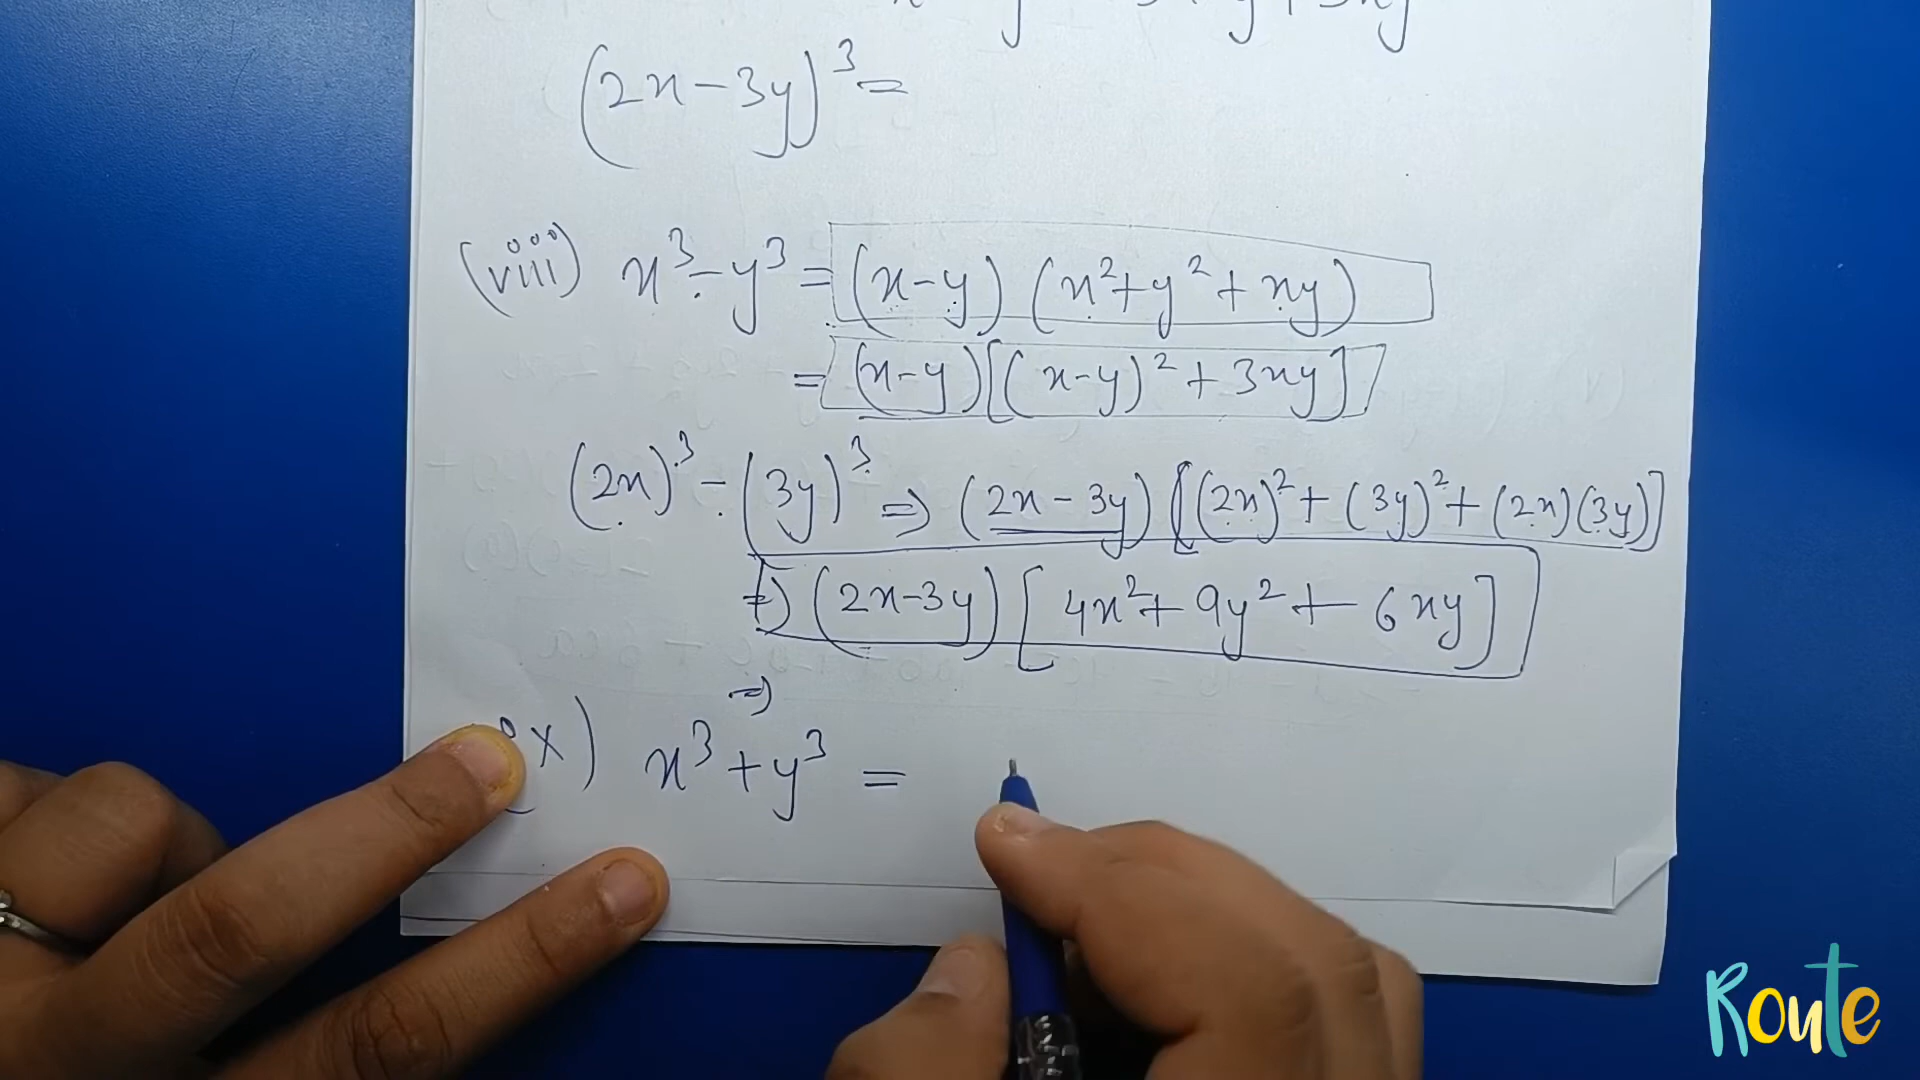 (2x-3y)³=
(viii) x³-y³ = (x-y) (x²+y²+xy)
= (x-y)[(x-y)²+3xy]
(2x)³-(3y)³ ⇒ (2x-3y) [(2x)²+(3y)²+(2x)(3y)]
⇒ (2x-3y) [4x²+9y²+6xy]
⇒
ix) x³+y³ =
Route